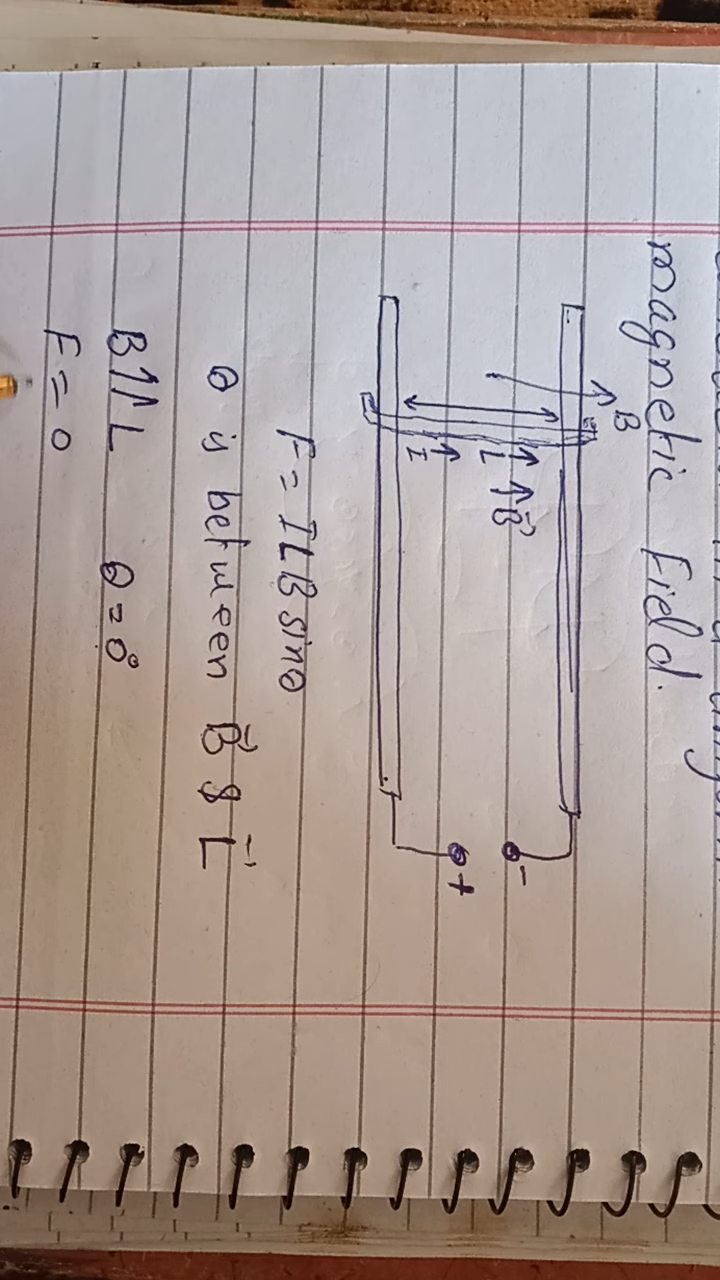 magnetic field.
B
L B⃗
I
-
+
F = ILB sinθ
θ is between B⃗ & L⃗
B⇈L θ = 0°
F = 0